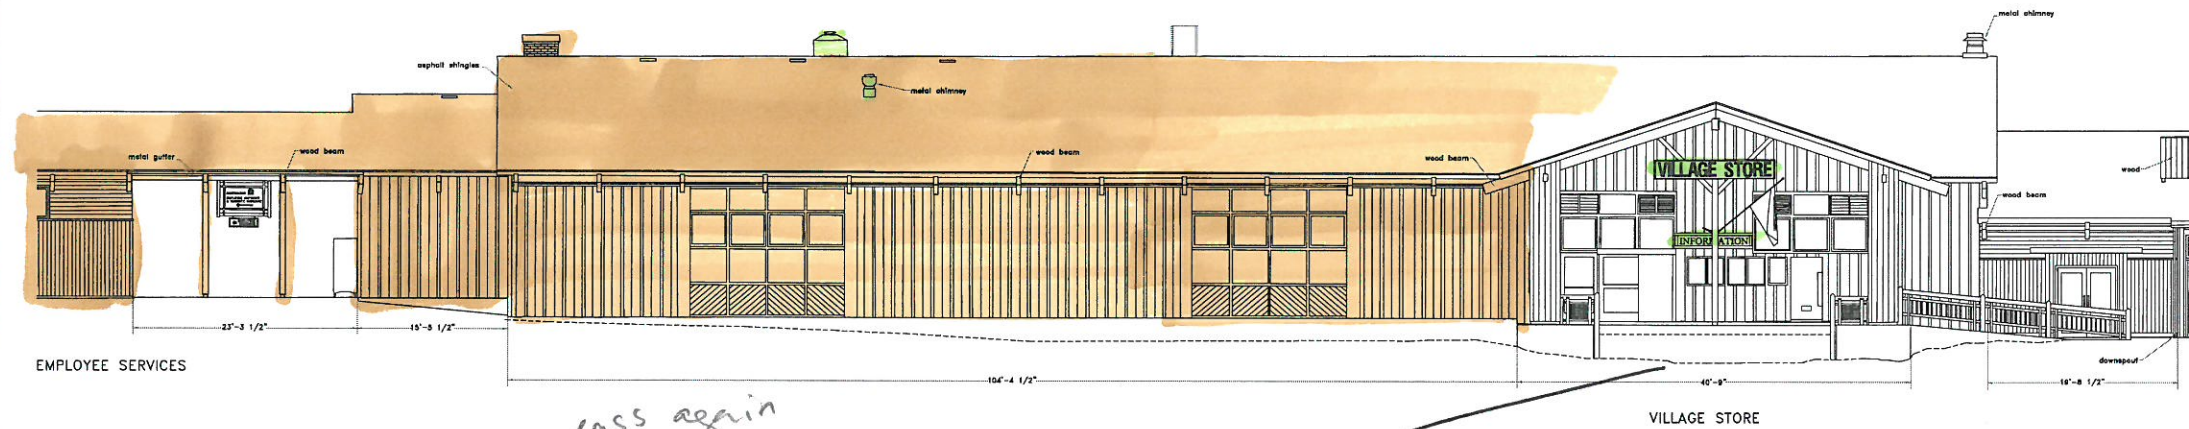 metal chimney
asphalt shingles
metal chimney
metal gutter
wood beam
wood beam
wood beam
VILLAGE STORE
wood
wood beam
INFORMATION
23'-3 1/2"
15'-5 1/2"
EMPLOYEE SERVICES
downspout
104'-4 1/2"
40'-9"
19'-8 1/2"
again
VILLAGE STORE